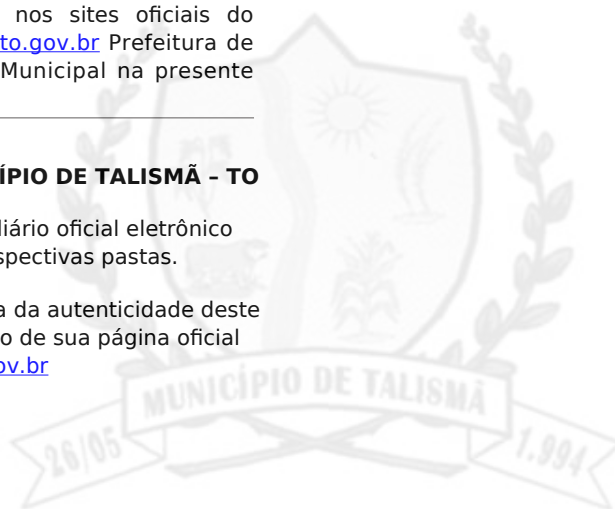 nos sites oficiais do
to.gov.br Prefeitura de
Municipal na presente
ÍPIO DE TALISMÃ – TO
iário oficial eletrônico
spectivas pastas.
a da autenticidade deste
o de sua página oficial
ov.br
MUNICÍPIO DE TALISMÃ
26/05
1.994